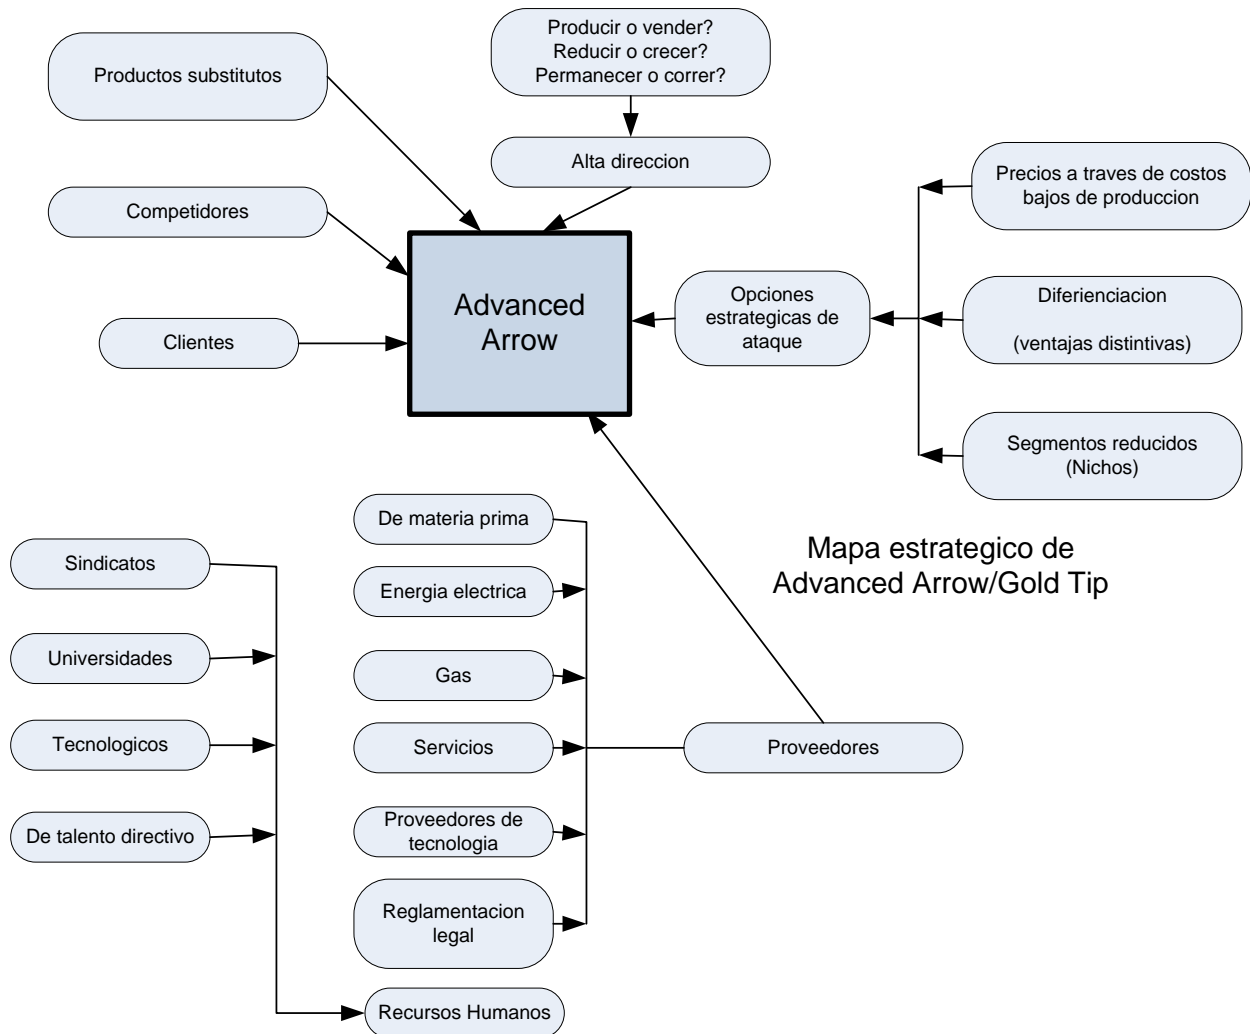 Producir o vender?
Reducir o crecer?
Permanecer o correr?
Productos substitutos
Alta direccion
Precios a traves de costos
bajos de produccion
Competidores
Advanced
Arrow
Opciones
estrategicas de
ataque
Diferienciacion
(ventajas distintivas)
Clientes
Segmentos reducidos
(Nichos)
De materia prima
Mapa estrategico de
Advanced Arrow/Gold Tip
Sindicatos
Energia electrica
Universidades
Gas
Tecnologicos
Servicios
Proveedores
De talento directivo
Proveedores de
tecnologia
Reglamentacion
legal
Recursos Humanos